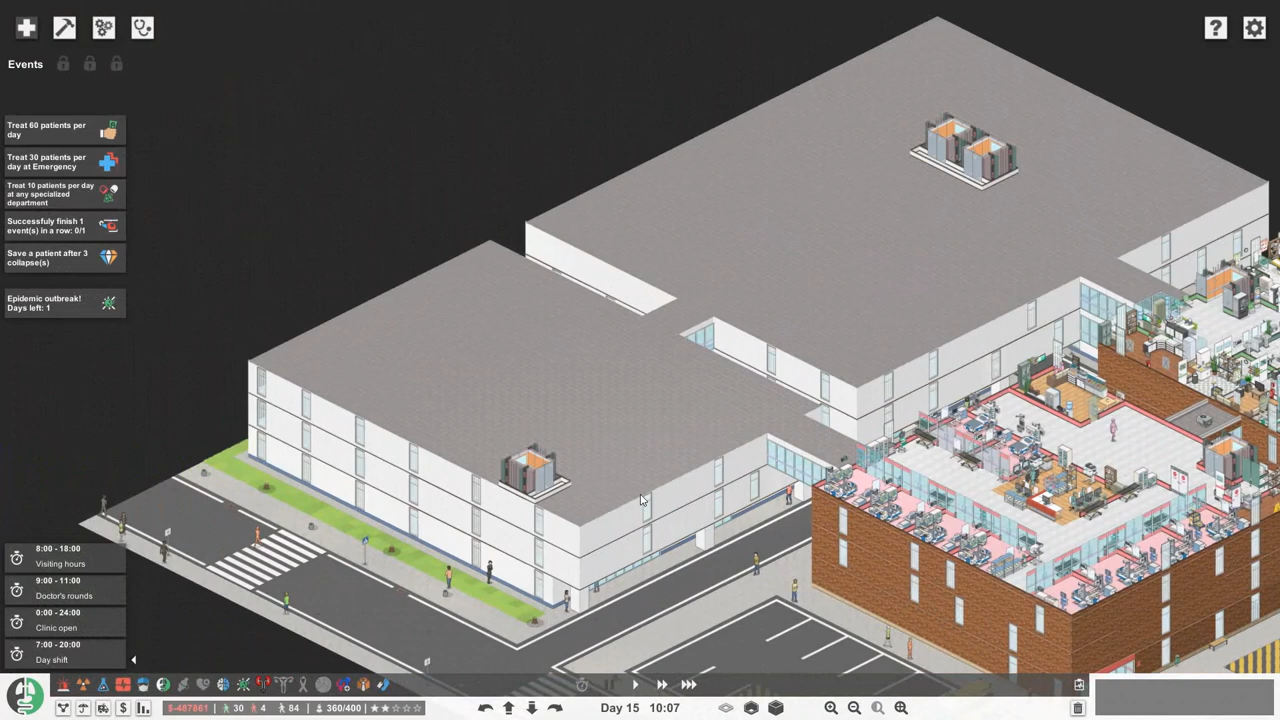 Events
Treat 60 patients per
day
Treat 30 patients per
day at Emergency
Treat 10 patients per day
at any specialized
department
Successfuly finish 1
event(s) in a row: 0/1
Save a patient after 3
collapse(s)
Epidemic outbreak!
Days left: 1
8:00 - 18:00
Visiting hours
9:00 - 11:00
Doctor's rounds
0:00 - 24:00
Clinic open
7:00 - 20:00
Day shift
$-487861
30
4
84
360/400
Day 15 10:07